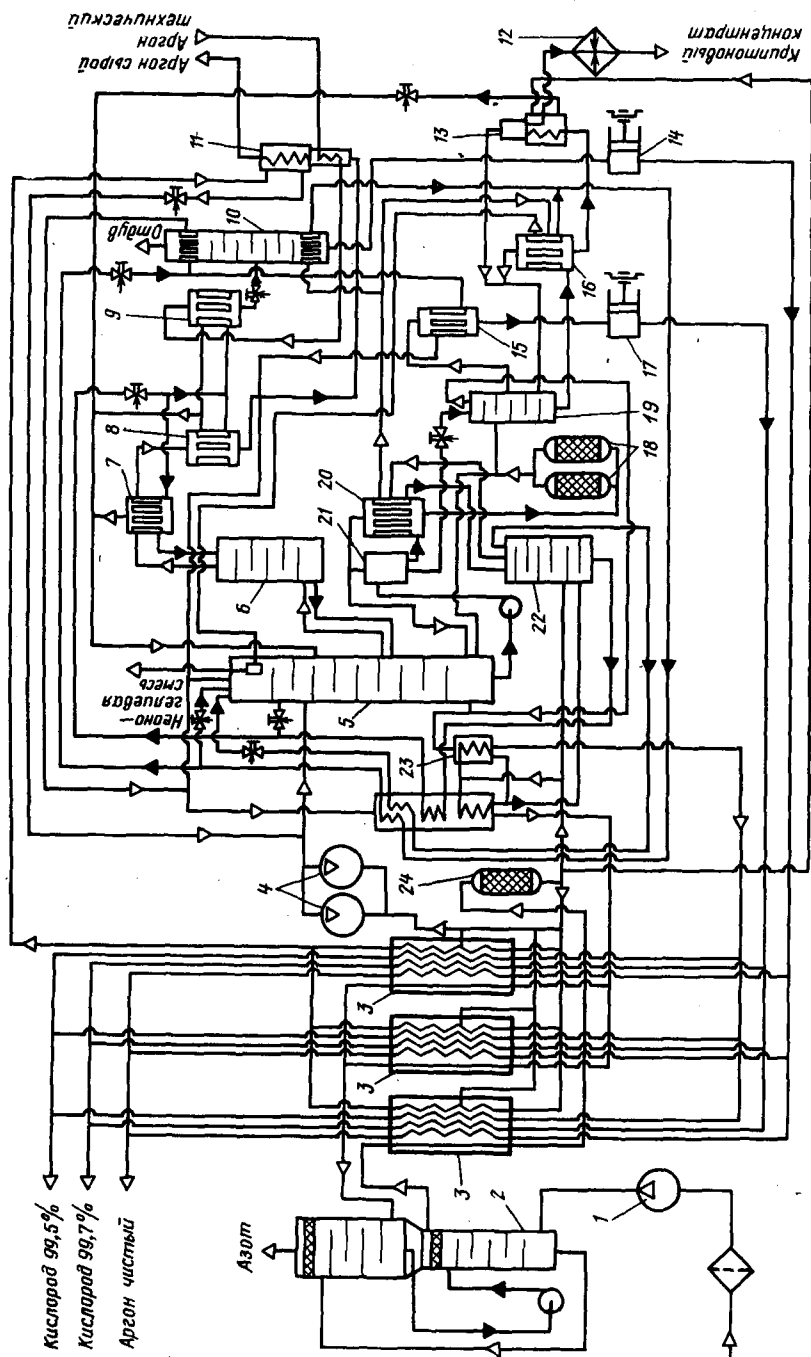 Кислород 99,5%
Кислород 99,7%
Аргон чистый
Азот
1
2
3
3
3
4
24
23
Неоно-
гелиевая
смесь
5
6
7
8
9
10
Отдув
11
Аргон сырой
Аргон
технический
12
Криптоновый
концентрат
13
14
15
16
17
18
19
20
21
22